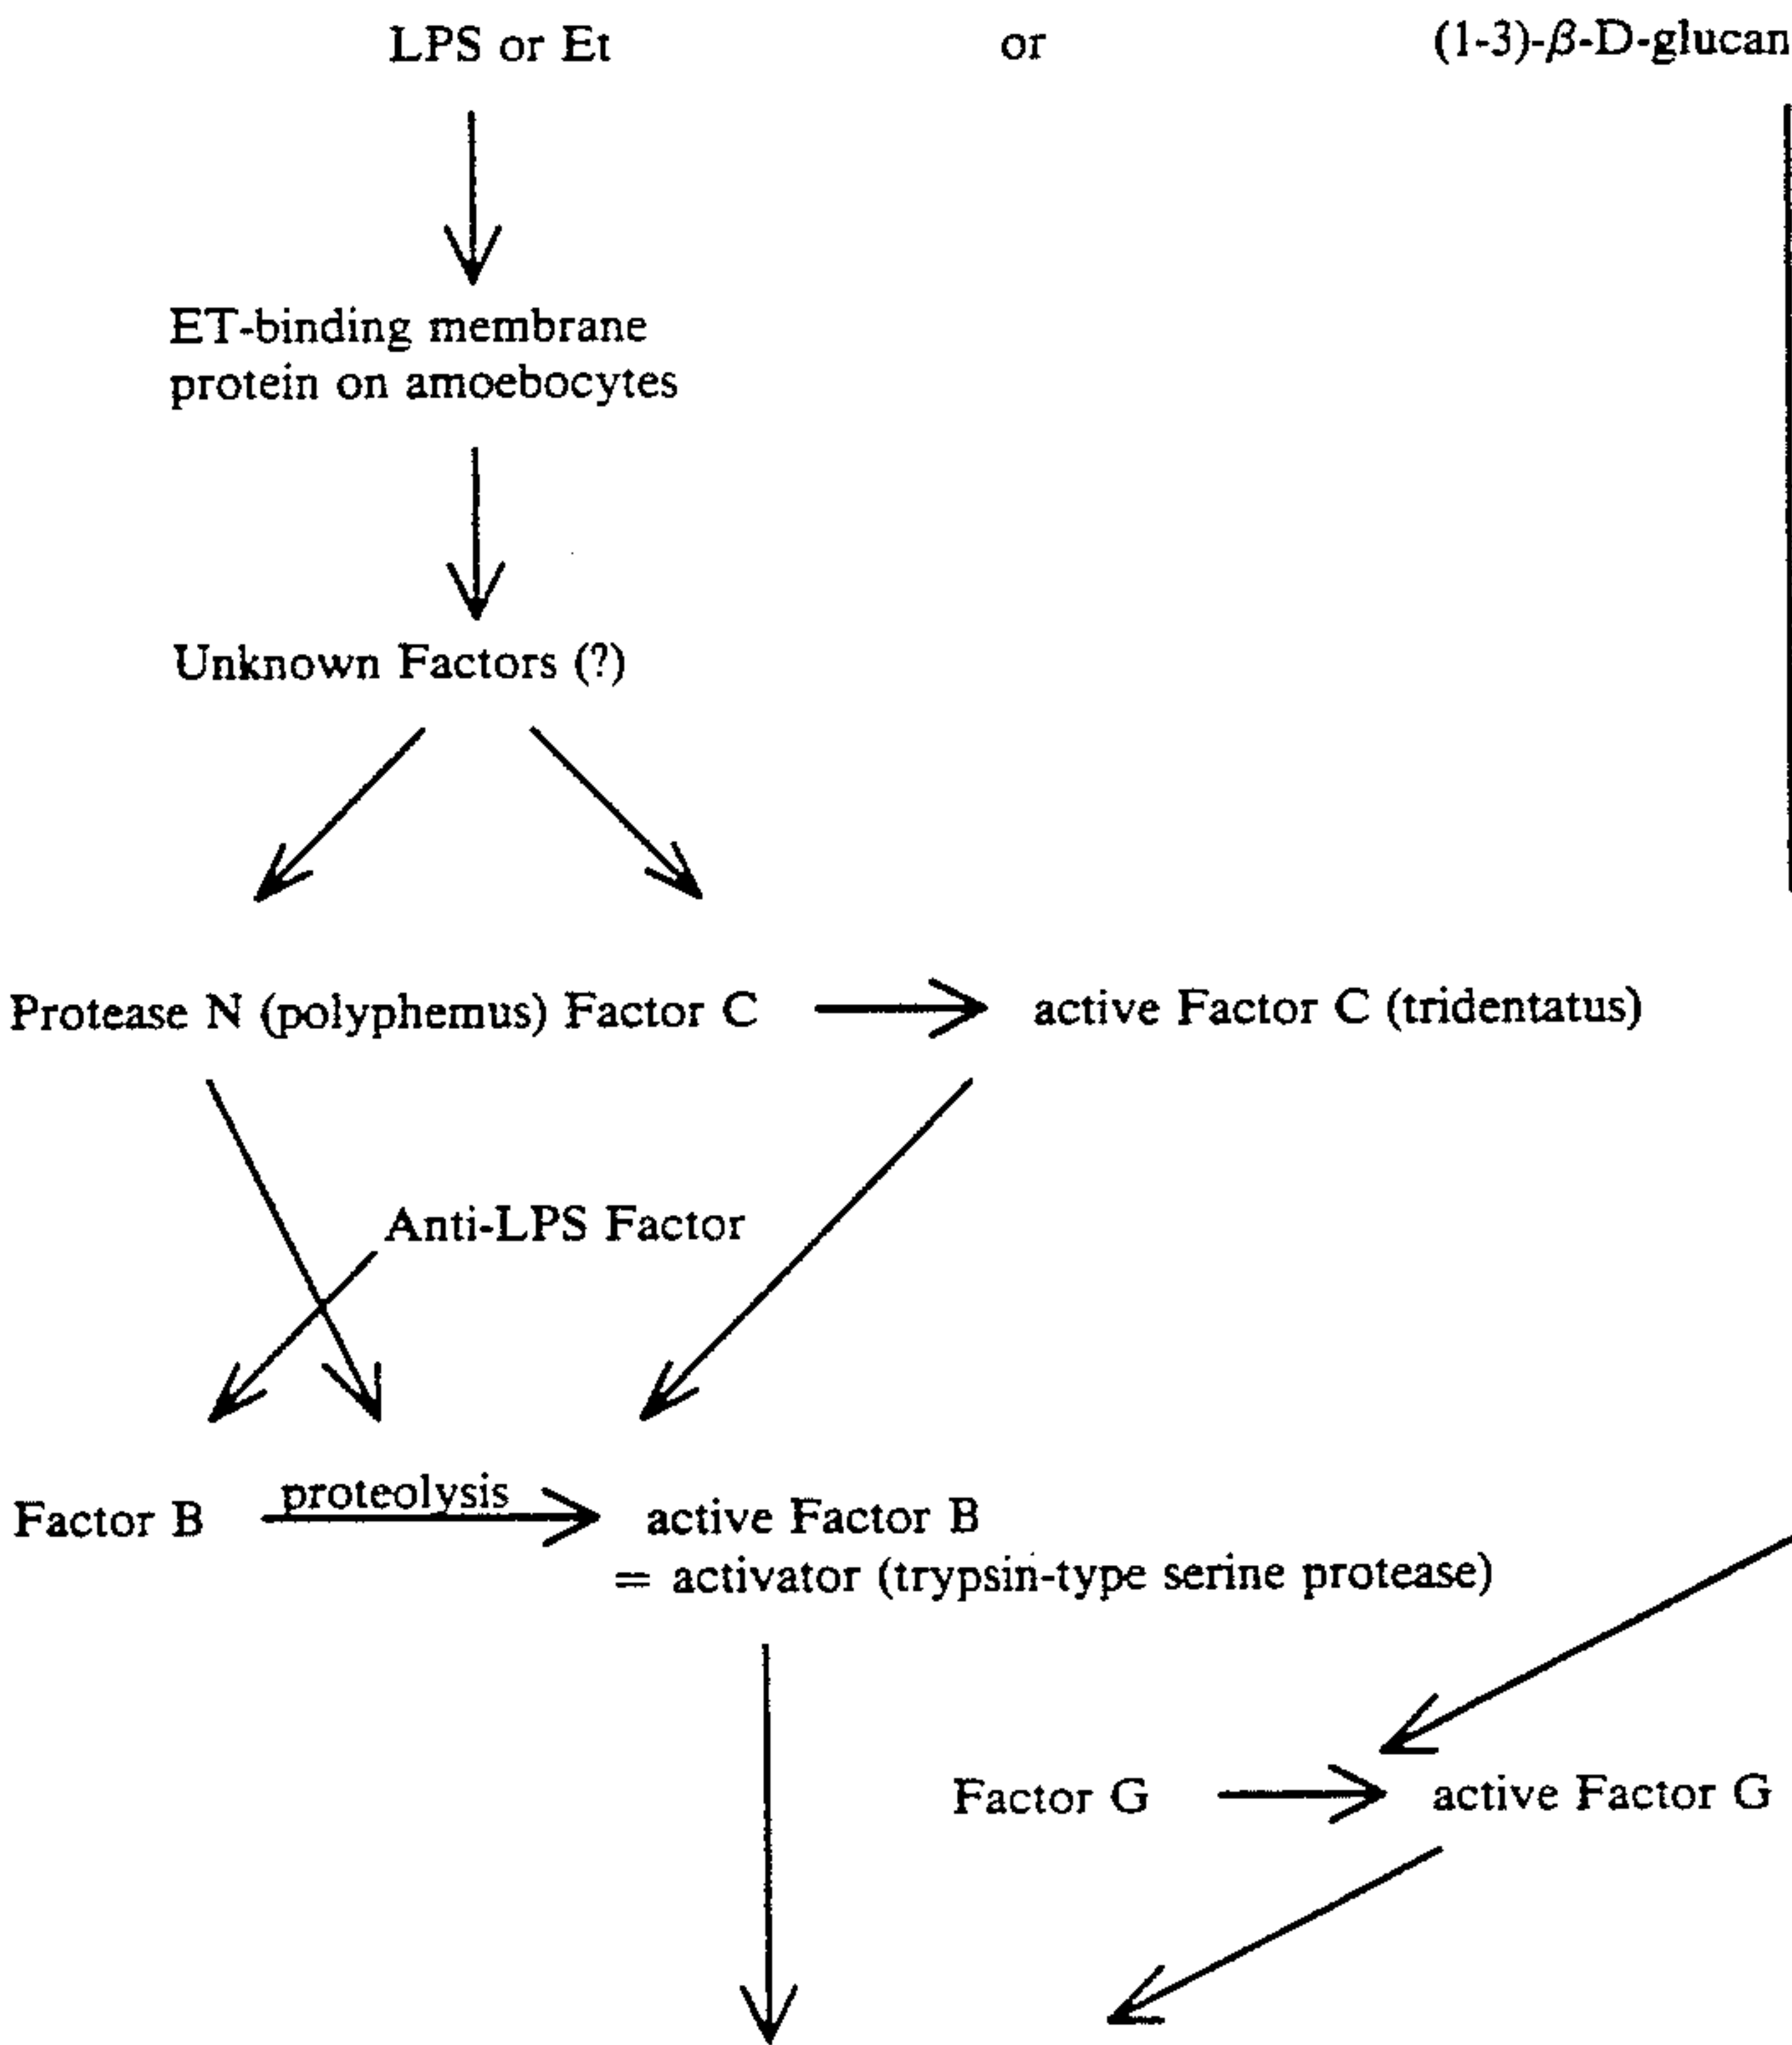 LPS or Et or (1-3)-β-D-glucan
ET-binding membrane
protein on amoebocytes
Unknown Factors (?)
Protease N (polyphemus) Factor C active Factor C (tridentatus)
Anti-LPS Factor
Factor B proteolysis active Factor B
= activator (trypsin-type serine protease)
Factor G active Factor G